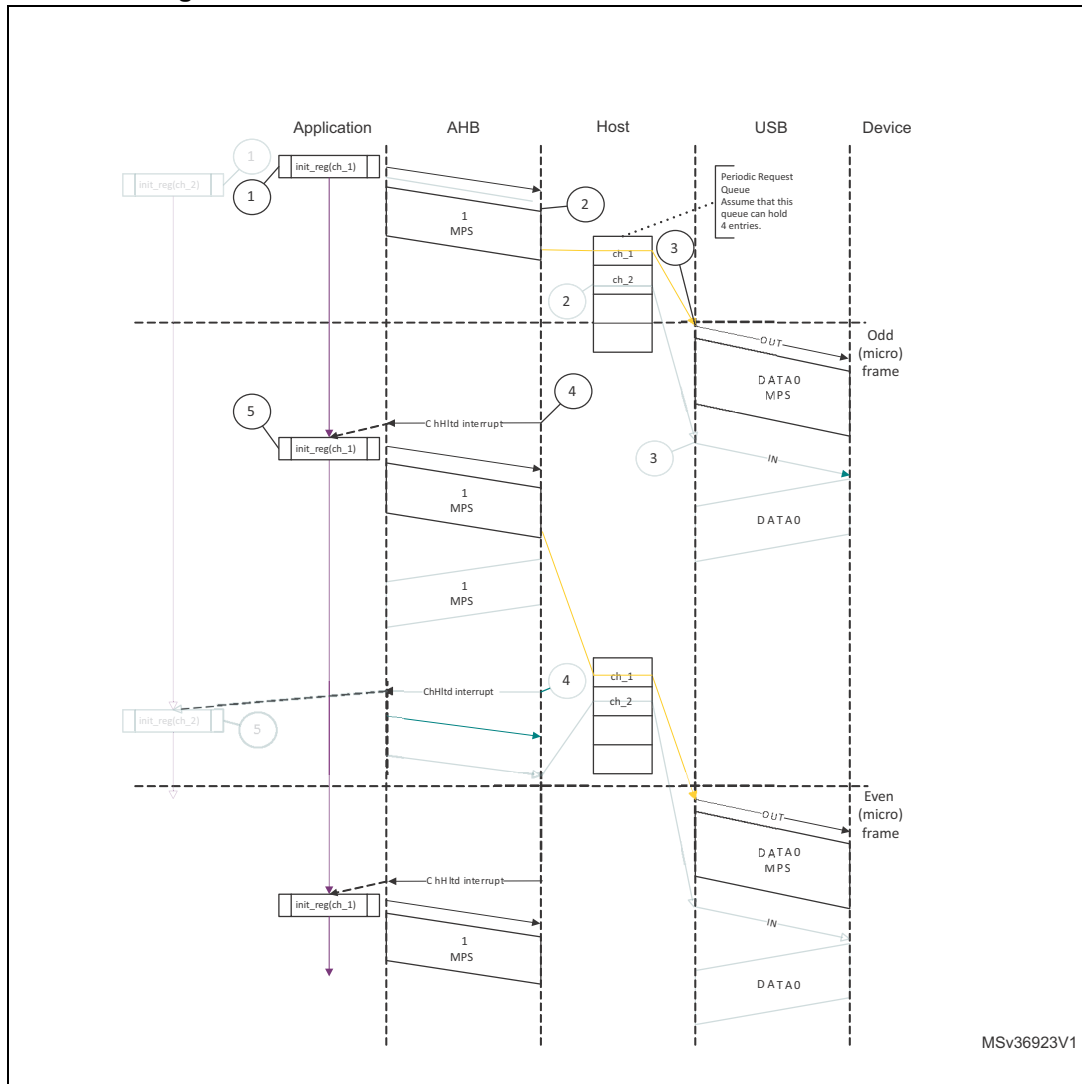 Application AHB Host USB Device
1
init_reg(ch_1)
init_reg(ch_2)
1
Periodic Request
Queue
Assume that this
queue can hold
4 entries.
2
1
MPS
3
ch_1
ch_2
2
Odd
(micro)
frame
OUT
DATA0
MPS
4
5
ChHltd interrupt
init_reg(ch_1)
3
IN
1
MPS
DATA0
1
MPS
4
ch_1
ChHltd interrupt
ch_2
init_reg(ch_2)
5
Even
(micro)
frame
OUT
DATA0
MPS
ChHltd interrupt
init_reg(ch_1)
IN
1
MPS
DATA0
MSv36923V1